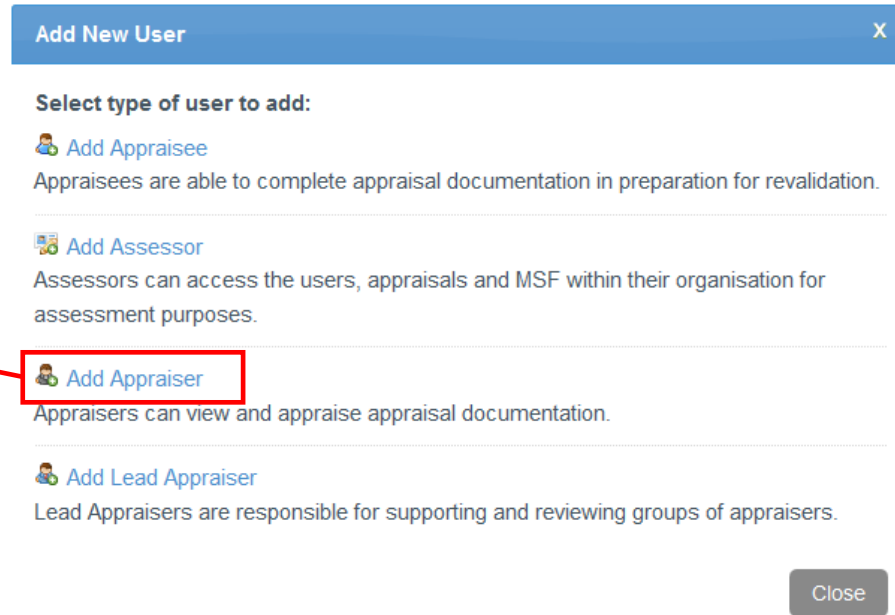 Add New User
x
Select type of user to add:
Add Appraisee
Appraisees are able to complete appraisal documentation in preparation for revalidation.
Add Assessor
Assessors can access the users, appraisals and MSF within their organisation for
assessment purposes.
Add Appraiser
Appraisers can view and appraise appraisal documentation.
Add Lead Appraiser
Lead Appraisers are responsible for supporting and reviewing groups of appraisers.
Close